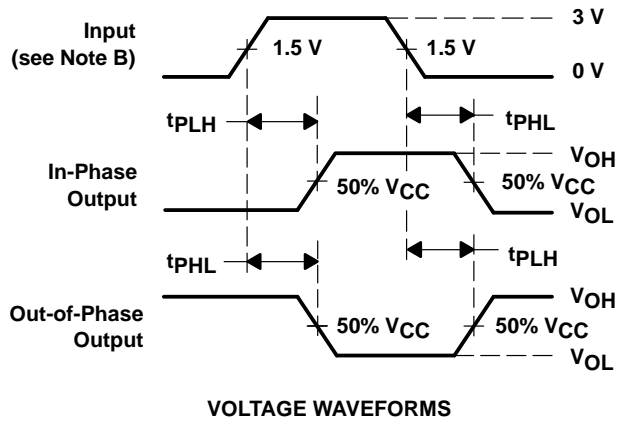 Input
(see Note B)
1.5 V
1.5 V
3 V
0 V
tPLH
tPHL
In-Phase
Output
50% VCC
VOH
50% VCC
VOL
tPHL
tPLH
Out-of-Phase
Output
50% VCC
VOH
50% VCC
VOL
VOLTAGE WAVEFORMS